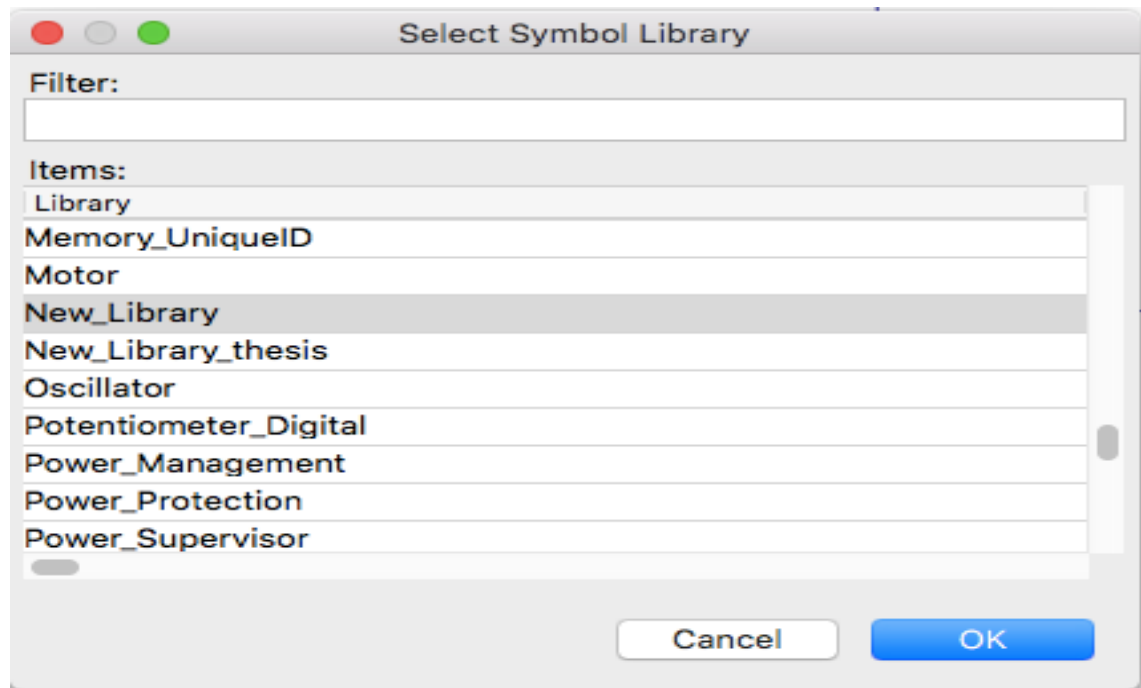 Select Symbol Library
Filter:
Items:
Library
Memory_UniqueID
Motor
New_Library
New_Library_thesis
Oscillator
Potentiometer_Digital
Power_Management
Power_Protection
Power_Supervisor
Cancel OK